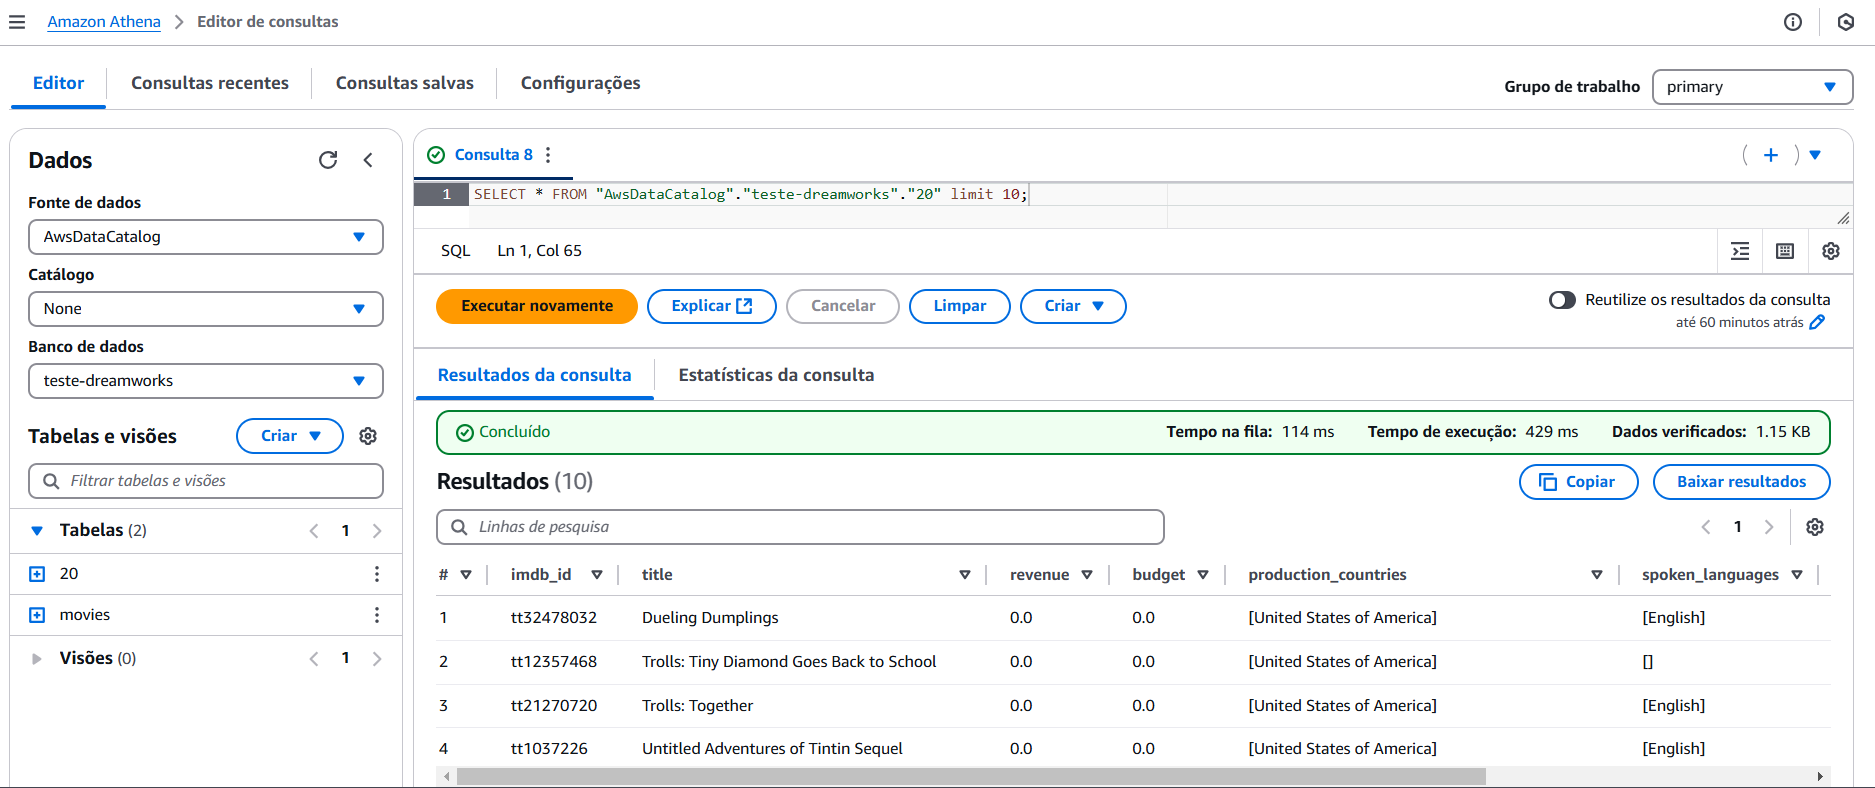 Amazon Athena > Editor de consultas
Editor
Consultas recentes
Consultas salvas
Configurações
Grupo de trabalho
primary
Dados
Fonte de dados
AwsDataCatalog
Catálogo
None
Banco de dados
teste-dreamworks
Tabelas e visões
Criar
Filtrar tabelas e visões
Tabelas (2)
1
20
movies
Visões (0)
1
Consulta 8
1 SELECT * FROM "AwsDataCatalog"."teste-dreamworks"."20" limit 10;
SQL Ln 1, Col 65
Executar novamente
Explicar
Cancelar
Limpar
Criar
Reutilize os resultados da consulta
até 60 minutos atrás
Resultados da consulta
Estatísticas da consulta
Concluído
Tempo na fila: 114 ms
Tempo de execução: 429 ms
Dados verificados: 1.15 KB
Resultados (10)
Copiar
Baixar resultados
Linhas de pesquisa
1
# imdb_id title revenue budget production_countries spoken_languages
1 tt32478032 Dueling Dumplings 0.0 0.0 [United States of America] [English]
2 tt12357468 Trolls: Tiny Diamond Goes Back to School 0.0 0.0 [United States of America] []
3 tt21270720 Trolls: Together 0.0 0.0 [United States of America] [English]
4 tt1037226 Untitled Adventures of Tintin Sequel 0.0 0.0 [United States of America] [English]